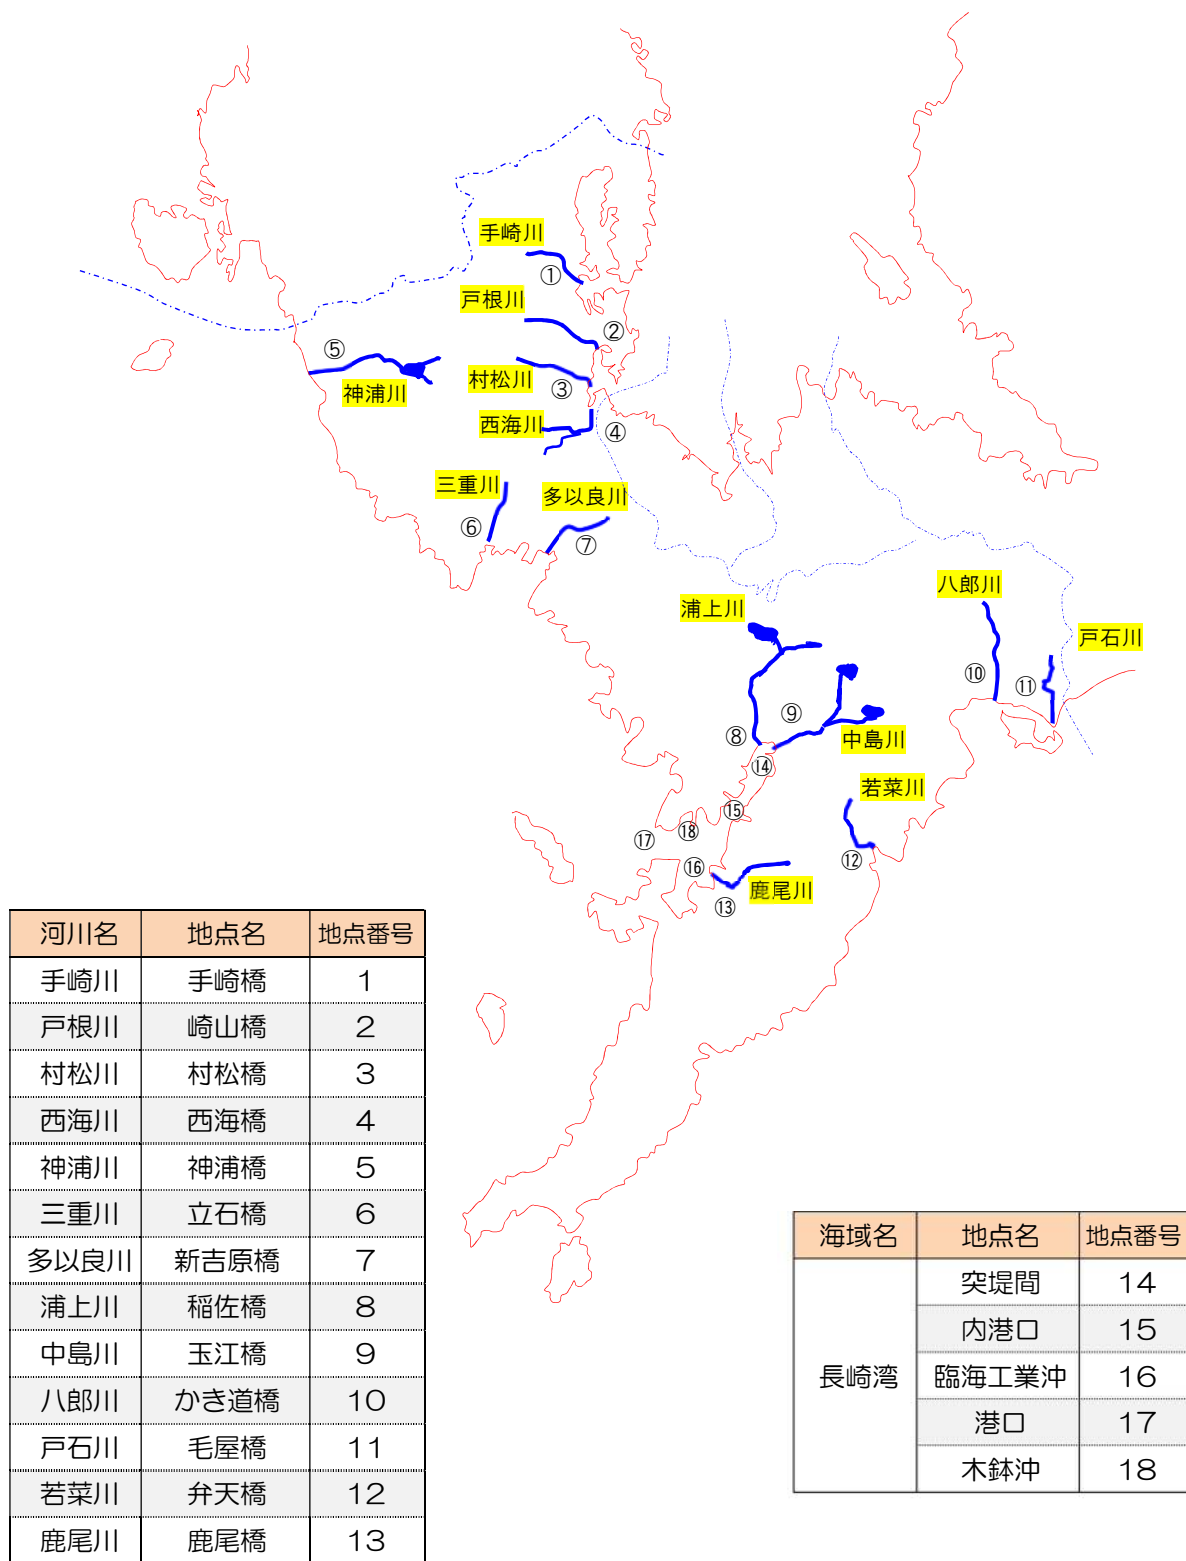 手崎川
①
戸根川
②
⑤
神浦川
村松川
③
西海川
④
三重川
⑥
多以良川
⑦
浦上川
八郎川
戸石川
⑩
⑪
⑨
⑧
中島川
⑭
若菜川
⑮
⑱
⑰
⑫
⑯
鹿尾川
⑬
河川名 地点名 地点番号
手崎川 手崎橋 1
戸根川 崎山橋 2
村松川 村松橋 3
西海川 西海橋 4
神浦川 神浦橋 5
三重川 立石橋 6
多以良川 新吉原橋 7
浦上川 稲佐橋 8
中島川 玉江橋 9
八郎川 かき道橋 10
戸石川 毛屋橋 11
若菜川 弁天橋 12
鹿尾川 鹿尾橋 13
海域名 地点名 地点番号
長崎湾
突堤間 14
内港口 15
臨海工業沖 16
港口 17
木鉢沖 18